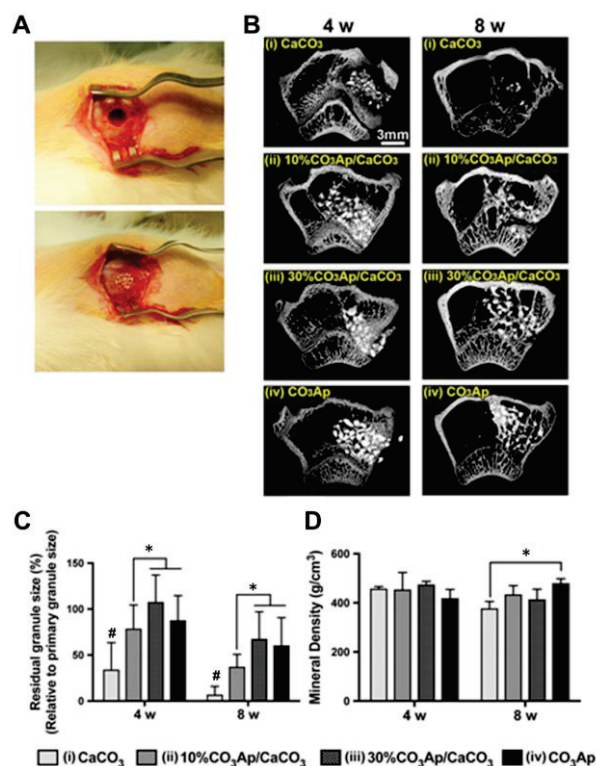 A
B
4 w
8 w
(i) CaCO₃
(i) CaCO₃
3mm
(ii) 10%CO₃Ap/CaCO₃
(ii) 10%CO₃Ap/CaCO₃
(iii) 30%CO₃Ap/CaCO₃
(iii) 30%CO₃Ap/CaCO₃
(iv) CO₃Ap
(iv) CO₃Ap
C
Residual granule size (%)
(Relative to primary granule size)
150
100
50
0
#
*
#
*
4 w
8 w
D
Mineral Density (g/cm³)
600
400
200
0
*
4 w
8 w
(i) CaCO₃
(ii) 10%CO₃Ap/CaCO₃
(iii) 30%CO₃Ap/CaCO₃
(iv) CO₃Ap